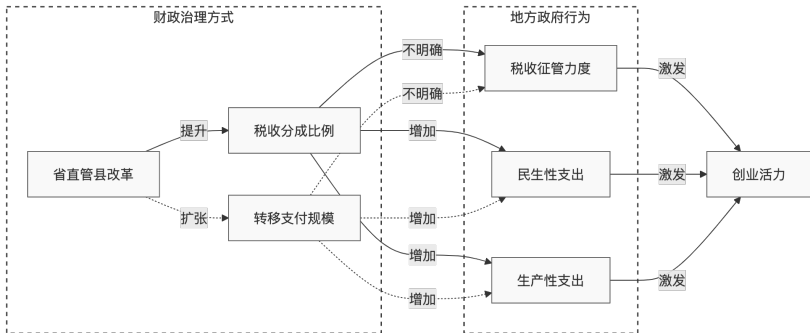 财政治理方式
地方政府行为
不明确
税收征管力度
激发
不明确
提升
税收分成比例
增加
省直管县改革
民生性支出
激发
创业活力
扩张
转移支付规模
增加
增加
生产性支出
激发
增加